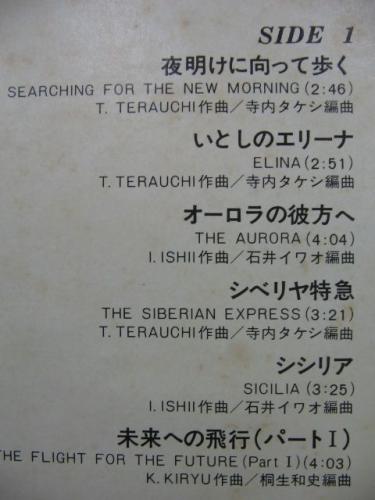 SIDE 1
夜明けに向って歩く
SEARCHING FOR THE NEW MORNING (2:46)
T. TERAUCHI作曲／寺内タケシ編曲
いとしのエリーナ
ELINA (2:51)
T. TERAUCHI作曲／寺内タケシ編曲
オーロラの彼方へ
THE AURORA (4:04)
I. ISHII作曲／石井イワオ編曲
シベリヤ特急
THE SIBERIAN EXPRESS (3:21)
T. TERAUCHI作曲／寺内タケシ編曲
シシリア
SICILIA (3:25)
I. ISHII作曲／石井イワオ編曲
未来への飛行(パートI)
THE FLIGHT FOR THE FUTURE (Part I) (4:03)
K. KIRYU作曲／桐生和史編曲